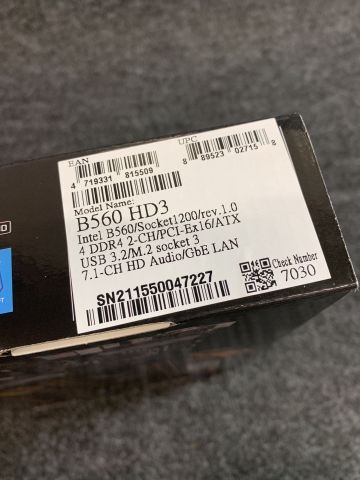 EAN
UPC
4 719331 815509
8 89523 02715 8
Model Name:
B560 HD3
Intel B560/Socket1200/rev.1.0
4 DDR4 2-CH/PCI-Ex16/ATX
USB 3.2/M.2 socket 3
7.1-CH HD Audio/GbE LAN
SN211550047227
Check Number
7030